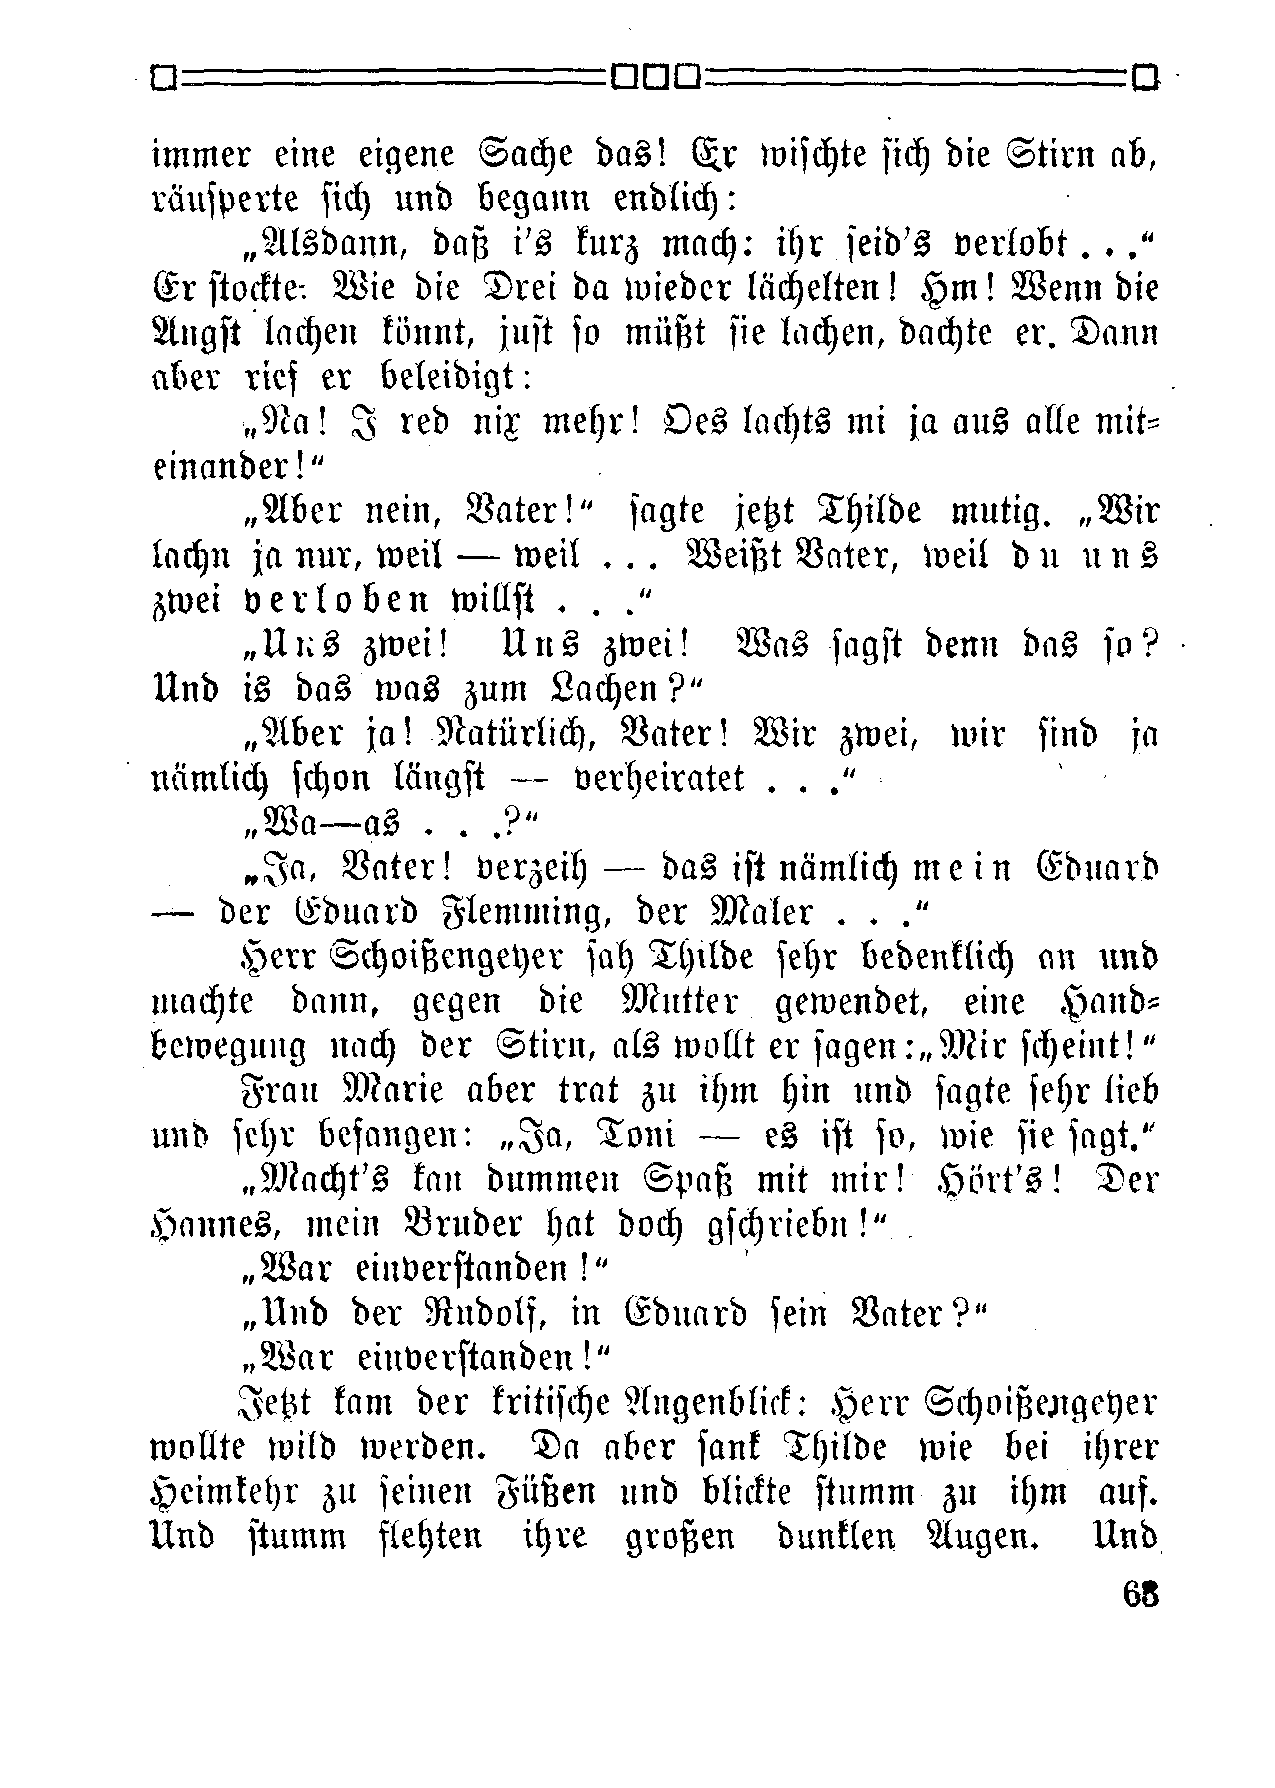 immer eine eigene Sache das! Er wischte sich die Stirn ab,
räusperte sich und begann endlich:
„Alsdann, daß i's kurz mach: ihr seid's verlobt . . .“
Er stockte: Wie die Drei da wieder lächelten! Hm! Wenn die
Angst lachen könnt, just so müßt sie lachen, dachte er. Dann
aber rief er beleidigt:
„Na! I red nix mehr! Oes lachts mi ja aus alle mit=
einander!“
„Aber nein, Vater!“ sagte jetzt Thilde mutig. „Wir
lachn ja nur, weil — weil . . . Weißt Vater, weil du uns
zwei verloben willst . . .“
„Uns zwei! Uns zwei! Was sagst denn das so?
Und is das was zum Lachen?“
„Aber ja! Natürlich, Vater! Wir zwei, wir sind ja
nämlich schon längst — verheiratet . . .“
„Wa—as . . .?“
„Ja, Vater! verzeih — das ist nämlich mein Eduard
— der Eduard Flemming, der Maler . . .“
Herr Schoißengeyer sah Thilde sehr bedenklich an und
machte dann, gegen die Mutter gewendet, eine Hand=
bewegung nach der Stirn, als wollt er sagen:„Mir scheint!“
Frau Marie aber trat zu ihm hin und sagte sehr lieb
und sehr befangen: „Ja, Toni — es ist so, wie sie sagt.“
„Macht's kan dummen Spaß mit mir! Hört's! Der
Hannes, mein Bruder hat doch gschriebn!“
„War einverstanden!“
„Und der Rudolf, in Eduard sein Vater?“
„War einverstanden!“
Jetzt kam der kritische Augenblick: Herr Schoißengeyer
wollte wild werden. Da aber sank Thilde wie bei ihrer
Heimkehr zu seinen Füßen und blickte stumm zu ihm auf.
Und stumm flehten ihre großen dunklen Augen. Und
63